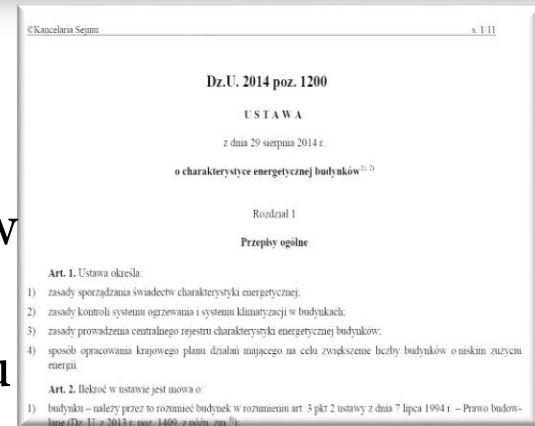 ©Kancelaria Sejmu s. 1/11
Dz.U. 2014 poz. 1200
U S T A W A
z dnia 29 sierpnia 2014 r.
o charakterystyce energetycznej budynków¹⁾ ²⁾
Rozdział 1
Przepisy ogólne
w
Art. 1. Ustawa określa:
1) zasady sporządzania świadectw charakterystyki energetycznej;
2) zasady kontroli systemu ogrzewania i systemu klimatyzacji w budynkach;
3) zasady prowadzenia centralnego rejestru charakterystyki energetycznej budynków;
u
4) sposób opracowania krajowego planu działań mającego na celu zwiększenie liczby budynków o niskim zużyciu
energii.
Art. 2. Ilekroć w ustawie jest mowa o:
1) budynku – należy przez to rozumieć budynek w rozumieniu art. 3 pkt 2 ustawy z dnia 7 lipca 1994 r. – Prawo budow-
lane (Dz. U. z 2013 r. poz. 1409, z późn. zm.³⁾);